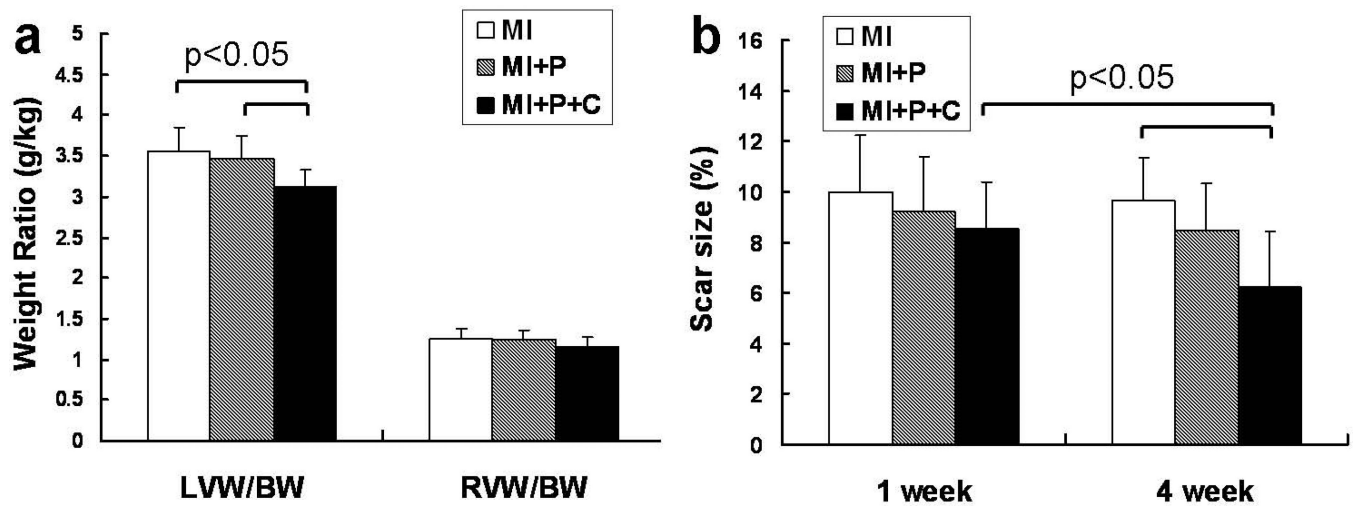 a
Weight Ratio (g/kg)
5
4.5
4
3.5
3
2.5
2
1.5
1
0.5
0
p<0.05
MI
MI+P
MI+P+C
LVW/BW
RVW/BW
b
Scar size (%)
16
14
12
10
8
6
4
2
0
MI
MI+P
MI+P+C
p<0.05
1 week
4 week